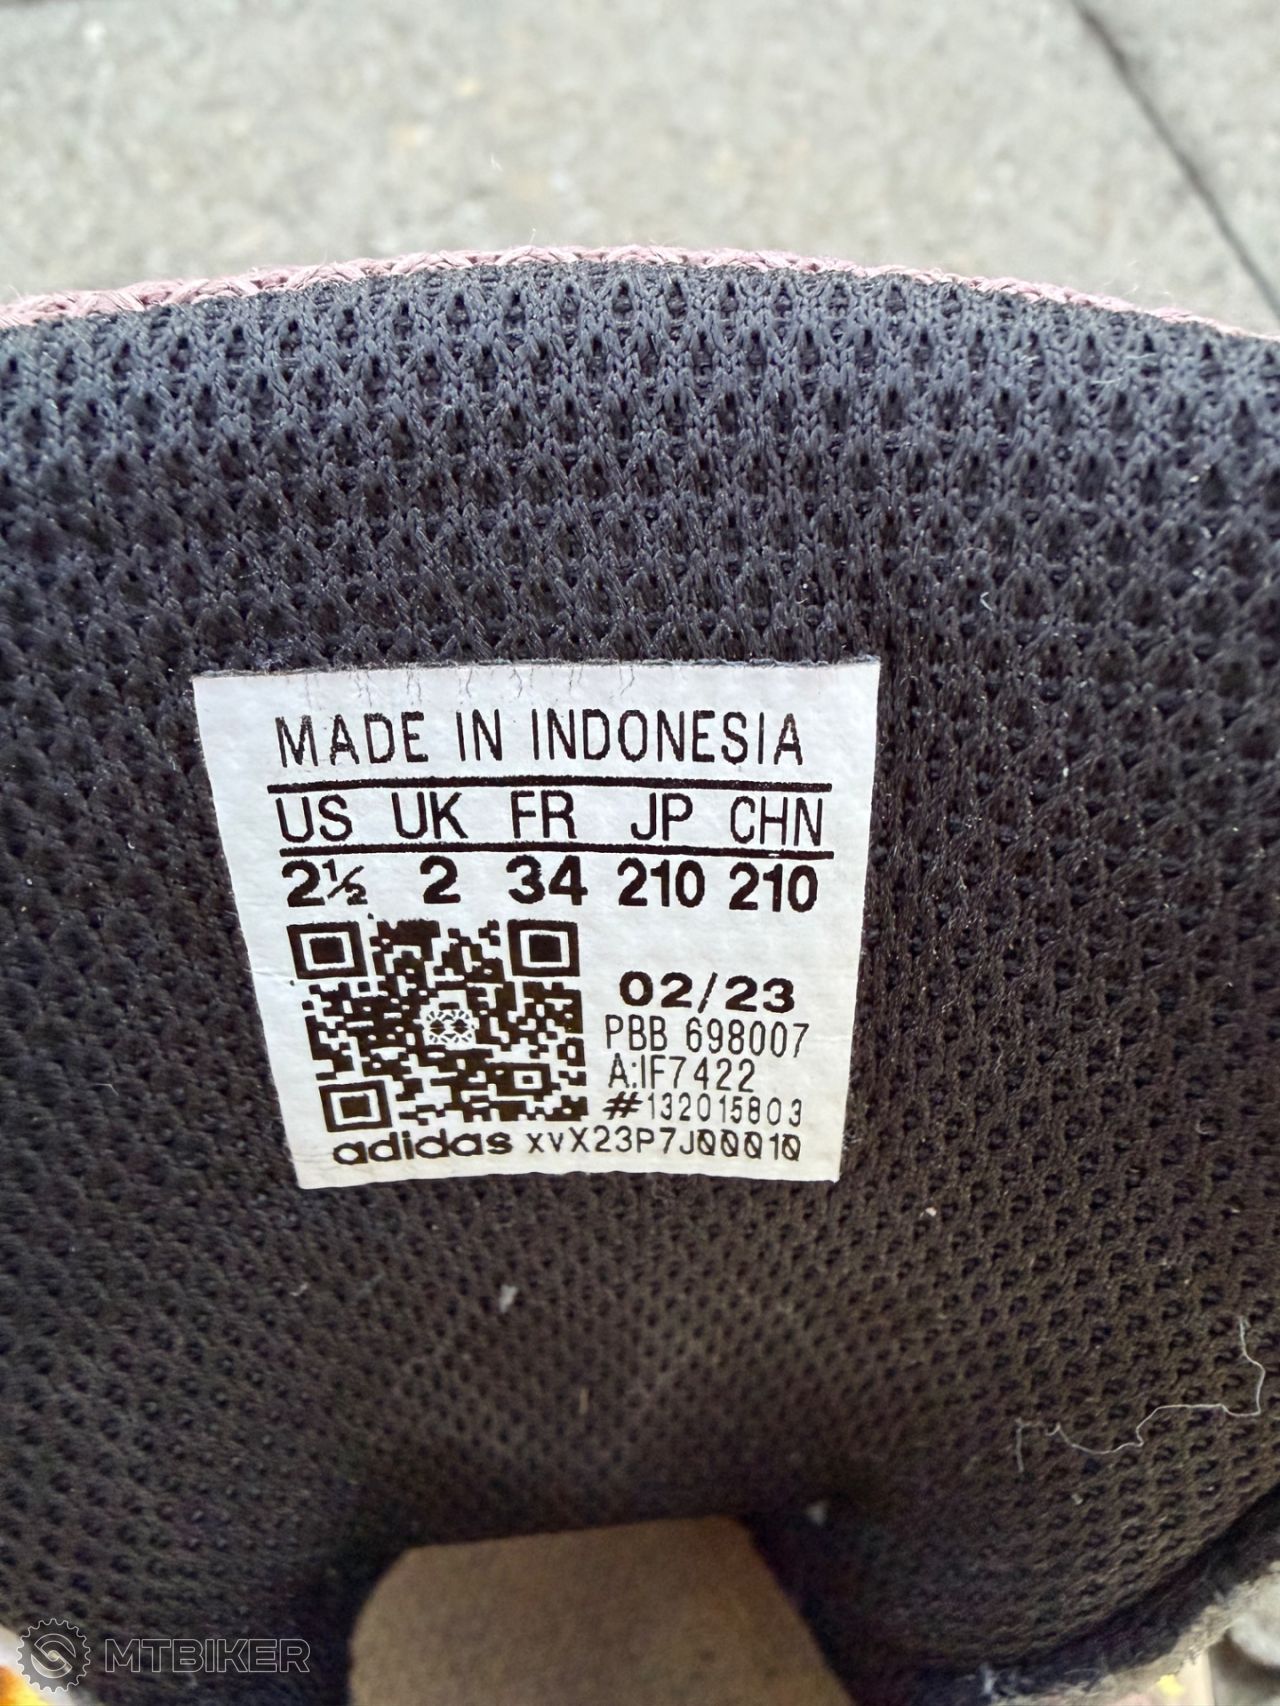 MADE IN INDONESIA
US UK FR JP CHN
2½ 2 34 210 210
02/23
PBB 698007
A:IF7422
#132015803
adidas xvX23P7J00010
MTBIKER